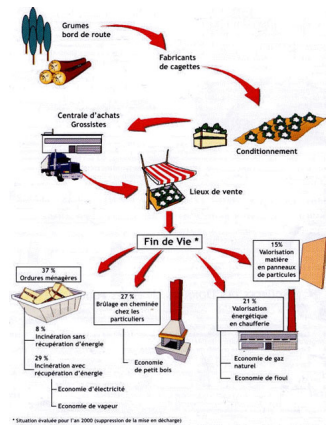 Grumes
bord de route
Fabricants
de cagettes
Centrale d'achats
Grossistes
Conditionnement
Lieux de vente
Fin de Vie *
37 %
Ordures ménagères
27 %
Brûlage en cheminée
chez les
particuliers
21 %
Valorisation
énergétique
en chaufferie
15%
Valorisation
matière
en panneaux
de particules
8 %
Incinération sans
récupération d'énergie
29 %
Incinération avec
récupération d'énergie
Economie d'électricité
Economie de vapeur
Economie
de petit bois
Economie de gaz
naturel
Economie de fioul
* Situation évaluée pour l'an 2000 (suppression de la mise en décharge)